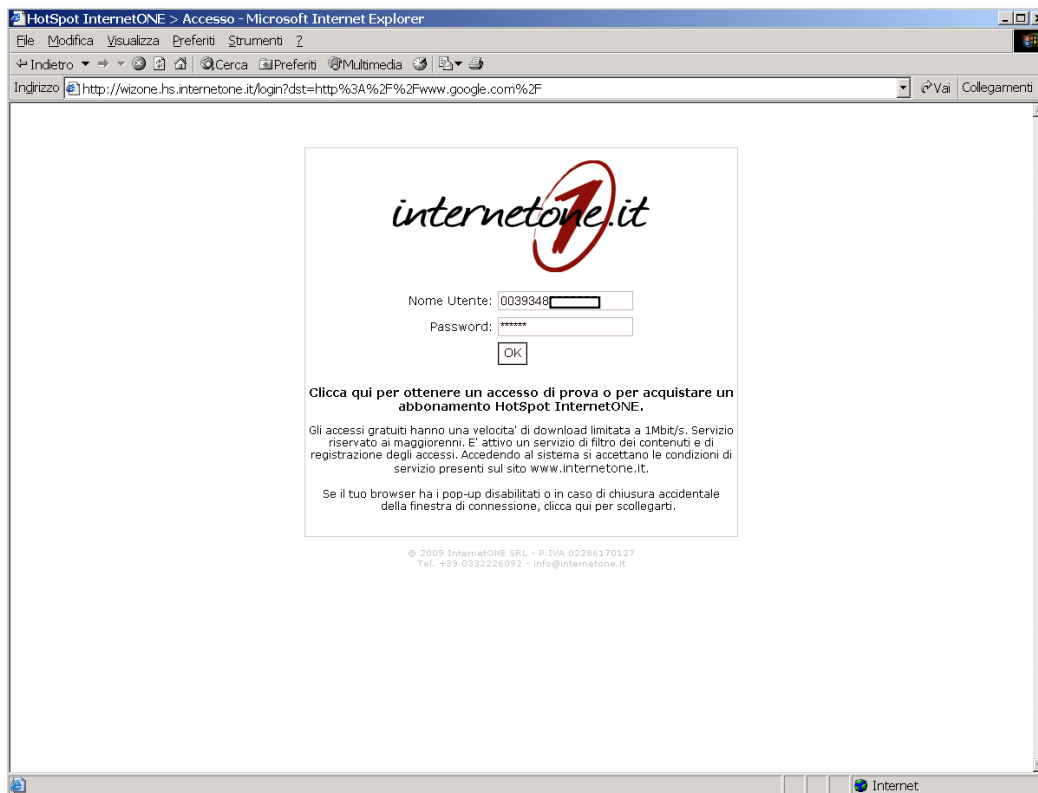 HotSpot InternetONE > Accesso - Microsoft Internet Explorer
File Modifica Visualizza Preferiti Strumenti ?
Indietro Cerca Preferiti Multimedia
Indirizzo http://wizone.hs.internetone.it/login?dst=http%3A%2F%2Fwww.google.com%2F Vai Collegamenti
internetone.it
1
Nome Utente: 0039348
Password: ******
OK
Clicca qui per ottenere un accesso di prova o per acquistare un
abbonamento HotSpot InternetONE.
Gli accessi gratuiti hanno una velocita' di download limitata a 1Mbit/s. Servizio
riservato ai maggiorenni. E' attivo un servizio di filtro dei contenuti e di
registrazione degli accessi. Accedendo al sistema si accettano le condizioni di
servizio presenti sul sito www.internetone.it.
Se il tuo browser ha i pop-up disabilitati o in caso di chiusura accidentale
della finestra di connessione, clicca qui per scollegarti.
© 2009 InternetONE SRL - P.IVA 02286170127
Tel. +39 0332226092 - info@internetone.it
Internet